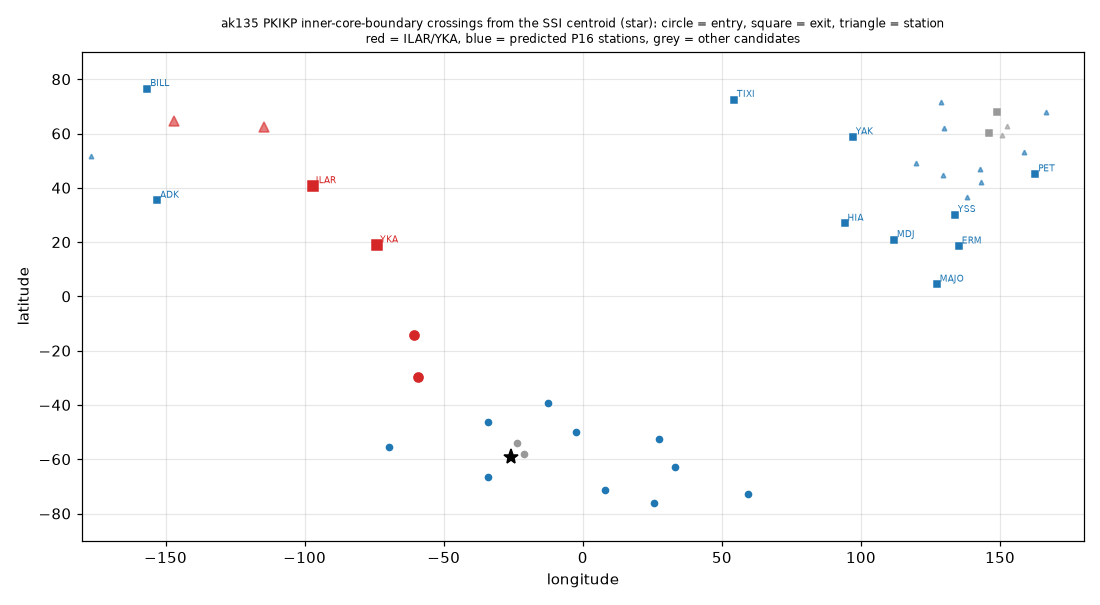 ak135 PKIKP inner-core-boundary crossings from the SSI centroid (star): circle = entry, square = exit, triangle = station
red = ILAR/YKA, blue = predicted P16 stations, grey = other candidates
80
60
40
20
0
−20
−40
−60
−80
latitude
BILL
TIXI
YAK
PET
ILAR
ADK
YSS
HIA
MDJ
ERM
YKA
MAJO
−150
−100
−50
0
50
100
150
longitude